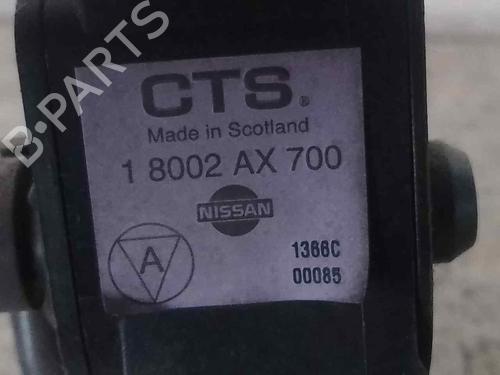 B-PARTS
CTS®
Made in Scotland
1 8002 AX 700
NISSAN
A
1366C
00085